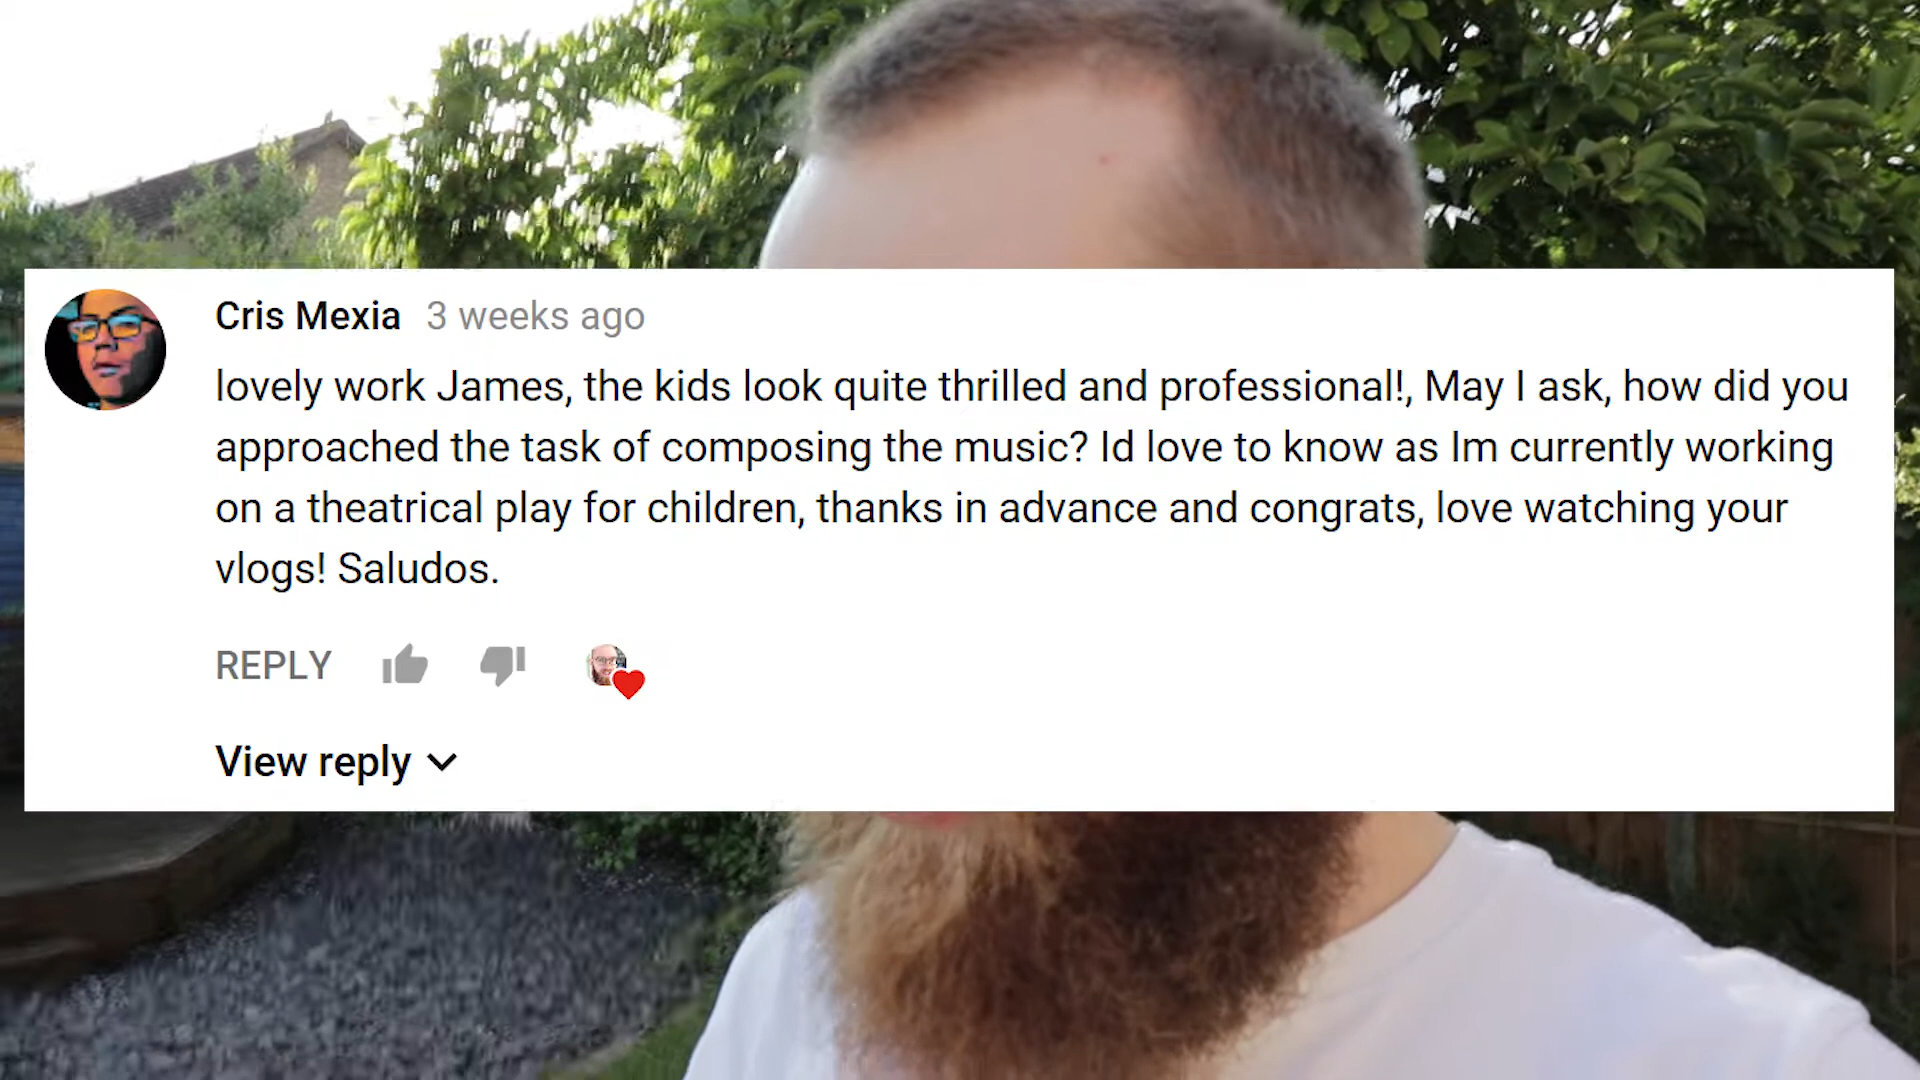 Cris Mexia 3 weeks ago
lovely work James, the kids look quite thrilled and professional!, May I ask, how did you
approached the task of composing the music? Id love to know as Im currently working
on a theatrical play for children, thanks in advance and congrats, love watching your
vlogs! Saludos.
REPLY
View reply